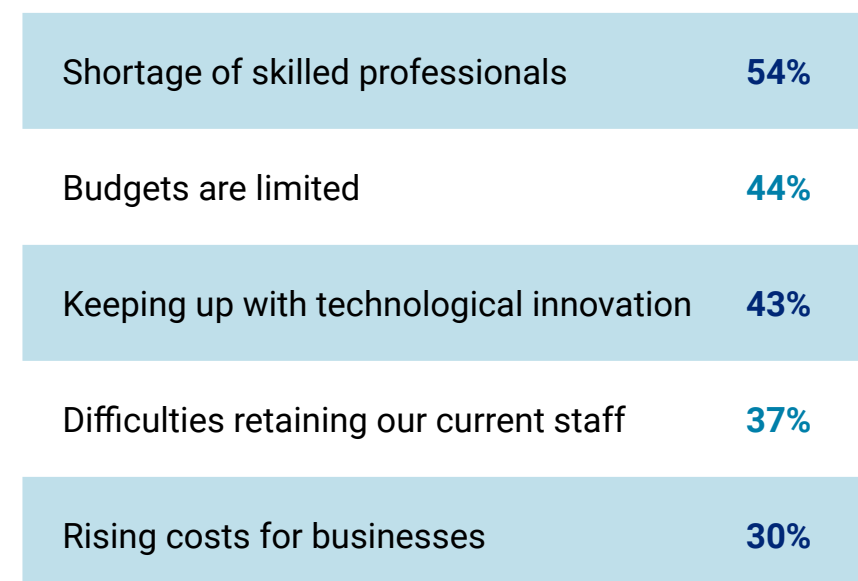 Shortage of skilled professionals 54%
Budgets are limited 44%
Keeping up with technological innovation 43%
Difficulties retaining our current staff 37%
Rising costs for businesses 30%